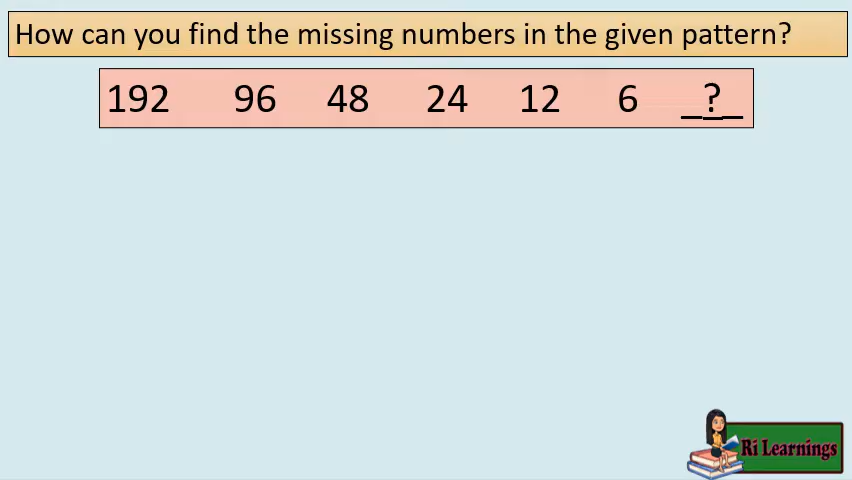 How can you find the missing numbers in the given pattern?
192 96 48 24 12 6 _?_
Ri Learnings